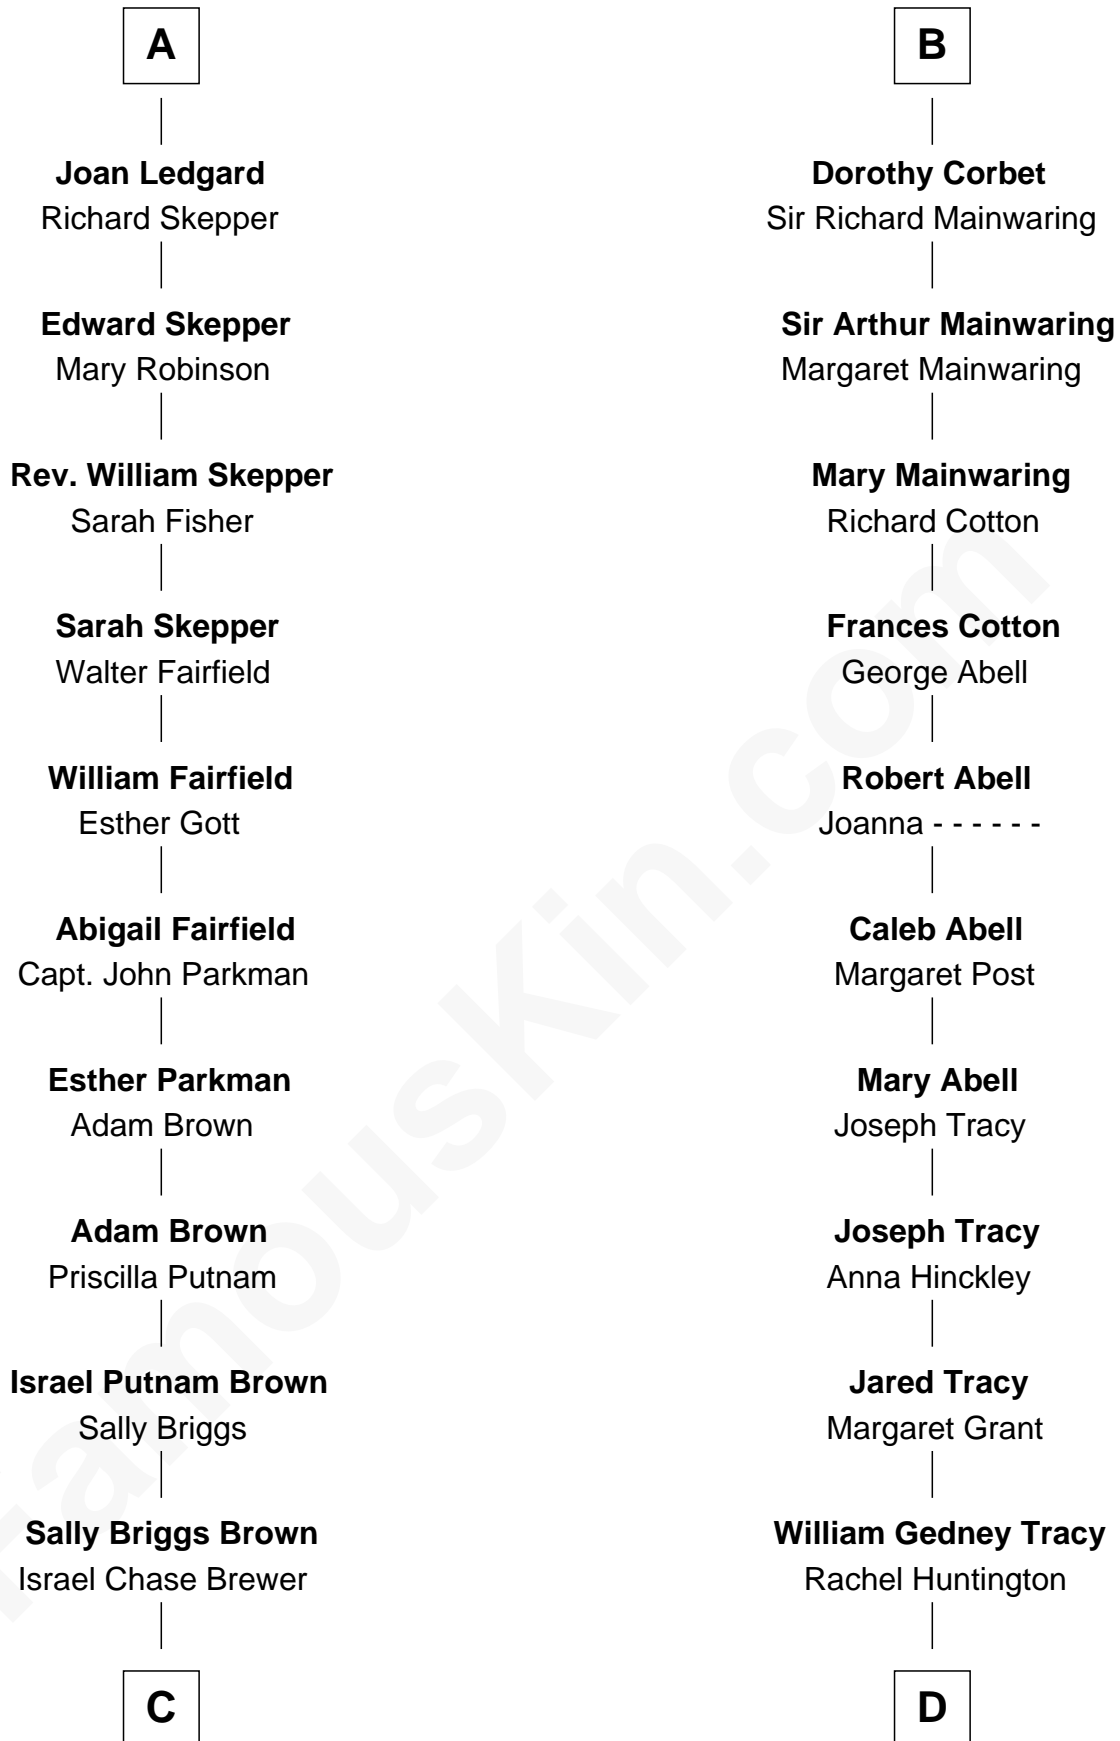 A
Joan Ledgard
Richard Skepper
Edward Skepper
Mary Robinson
Rev. William Skepper
Sarah Fisher
Sarah Skepper
Walter Fairfield
William Fairfield
Esther Gott
Abigail Fairfield
Capt. John Parkman
Esther Parkman
Adam Brown
Adam Brown
Priscilla Putnam
Israel Putnam Brown
Sally Briggs
Sally Briggs Brown
Israel Chase Brewer
C
B
Dorothy Corbet
Sir Richard Mainwaring
Sir Arthur Mainwaring
Margaret Mainwaring
Mary Mainwaring
Richard Cotton
Frances Cotton
George Abell
Robert Abell
Joanna - - - - - -
Caleb Abell
Margaret Post
Mary Abell
Joseph Tracy
Joseph Tracy
Anna Hinckley
Jared Tracy
Margaret Grant
William Gedney Tracy
Rachel Huntington
D
FamousKin.com